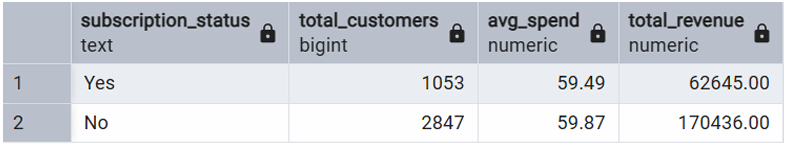 subscription_status total_customers avg_spend total_revenue
text bigint numeric numeric
1 Yes 1053 59.49 62645.00
2 No 2847 59.87 170436.00